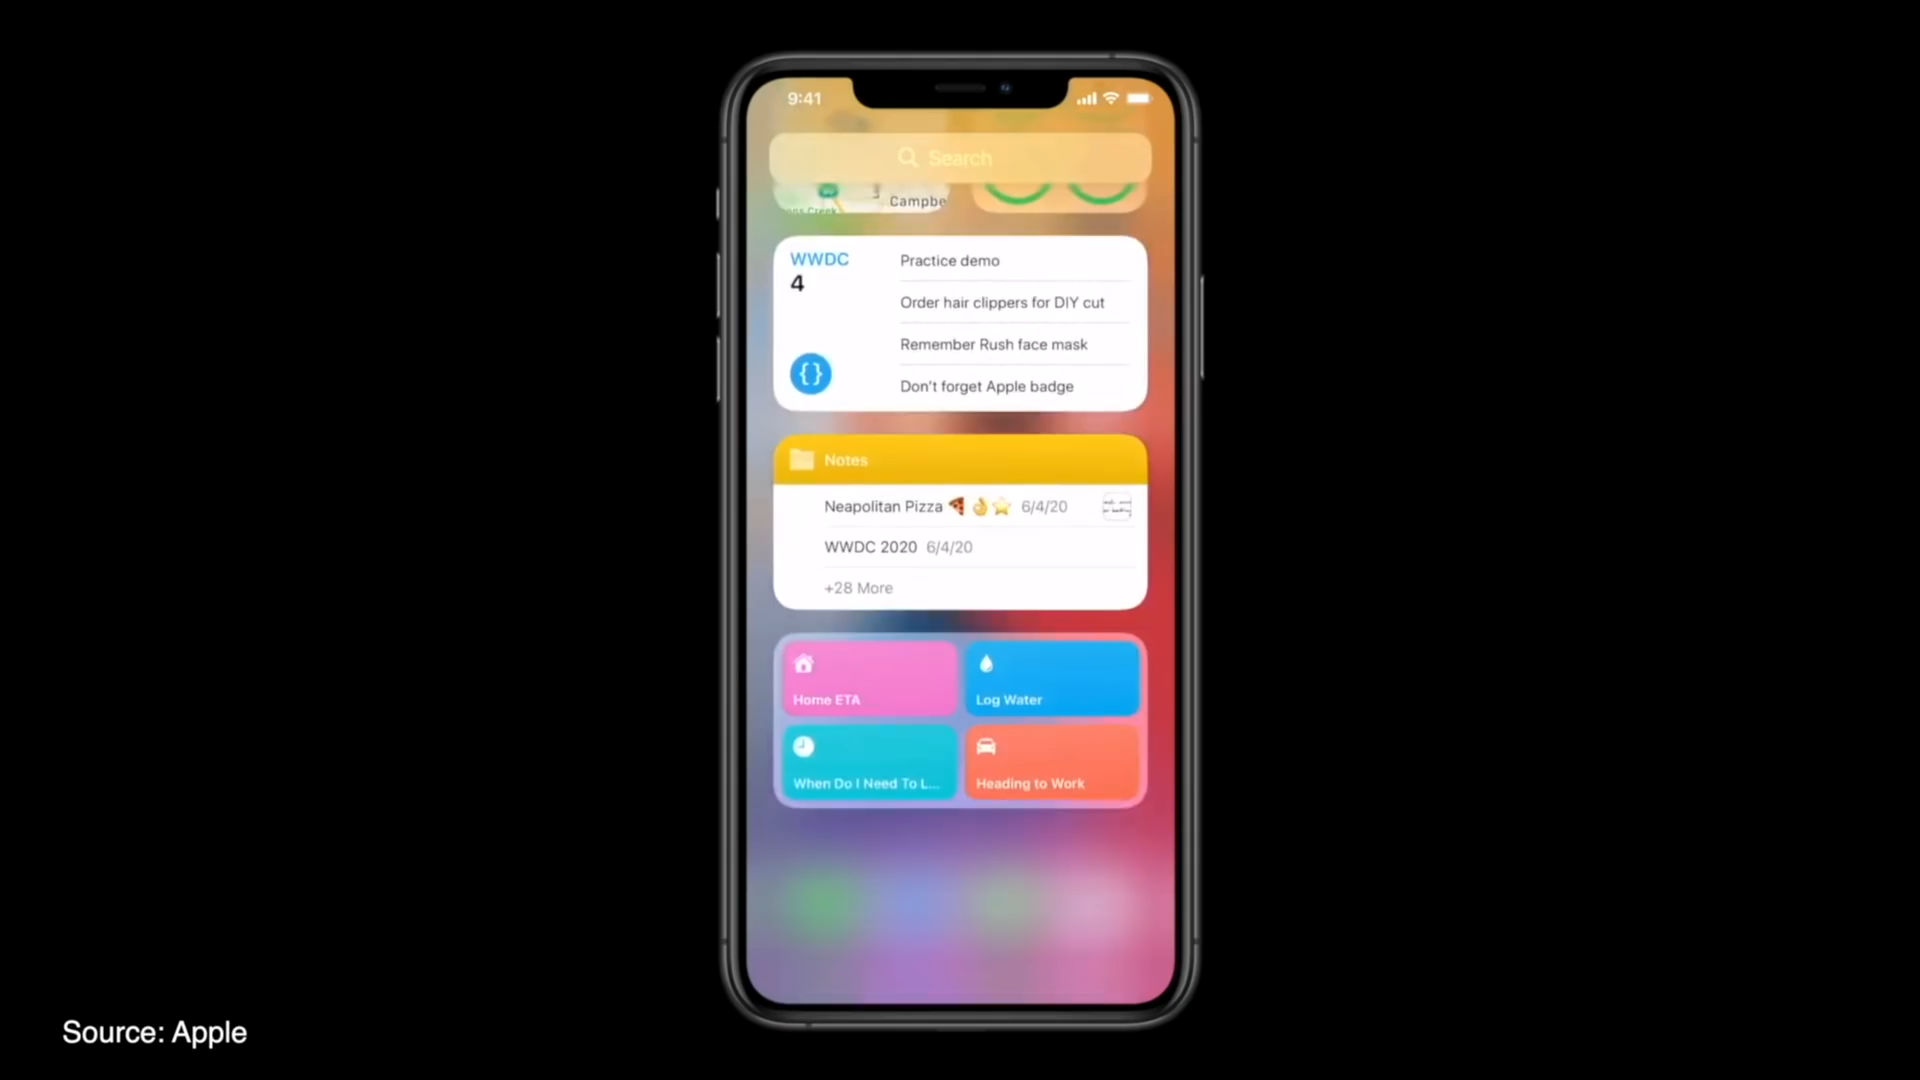 9:41
Search
Campbe
WWDC
4
Practice demo
Order hair clippers for DIY cut
Remember Rush face mask
Don't forget Apple badge
{}
Notes
Neapolitan Pizza 🍕👌⭐ 6/4/20
WWDC 2020 6/4/20
+28 More
Home ETA
Log Water
When Do I Need To L...
Heading to Work
Source: Apple